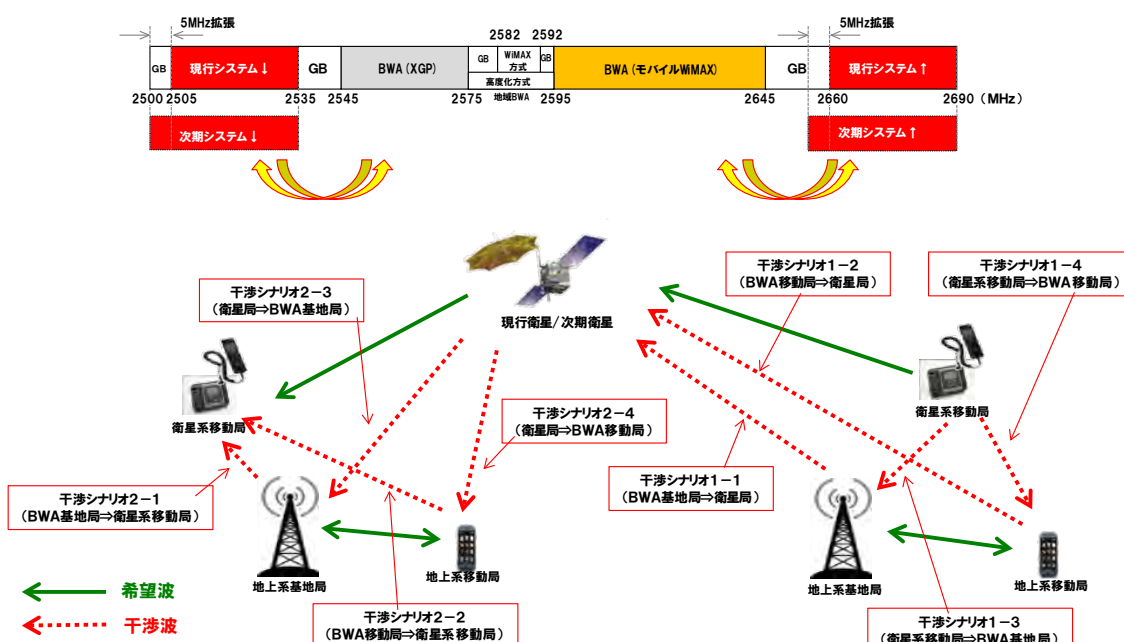 5MHz拡張
5MHz拡張
2582 2592
GB
現行システム↓
GB
BWA (XGP)
GB
WiMAX
方式
GB
高度化方式
BWA (モバイルWiMAX)
GB
現行システム↑
2500 2505 2535 2545 2575 地域BWA 2595 2645 2660 2690 (MHz)
次期システム↓
次期システム↑
干渉シナリオ2-3
(衛星局⇒BWA基地局)
干渉シナリオ1-2
(BWA移動局⇒衛星局)
干渉シナリオ1-4
(衛星系移動局⇒BWA移動局)
現行衛星/次期衛星
衛星系移動局
衛星系移動局
干渉シナリオ2-4
(衛星局⇒BWA移動局)
干渉シナリオ2-1
(BWA基地局⇒衛星系移動局)
干渉シナリオ1-1
(BWA基地局⇒衛星局)
地上系基地局
地上系移動局
地上系基地局
地上系移動局
希望波
干渉波
干渉シナリオ2-2
(BWA移動局⇒衛星系移動局)
干渉シナリオ1-3
(衛星系移動局⇒BWA基地局)